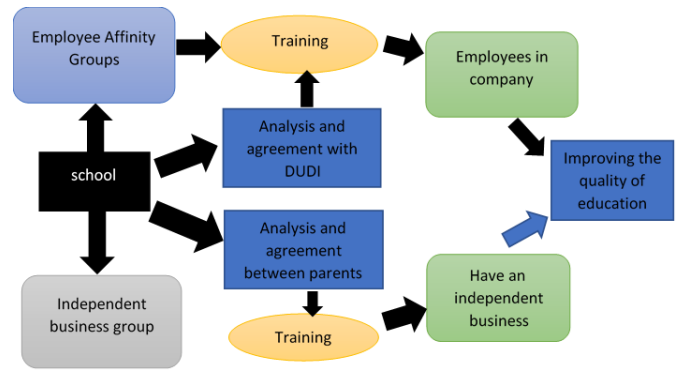 Employee Affinity
Groups
Training
Employees in
company
Analysis and
agreement with
DUDI
school
Improving the
quality of
education
Analysis and
agreement
between parents
Independent
business group
Training
Have an
independent
business